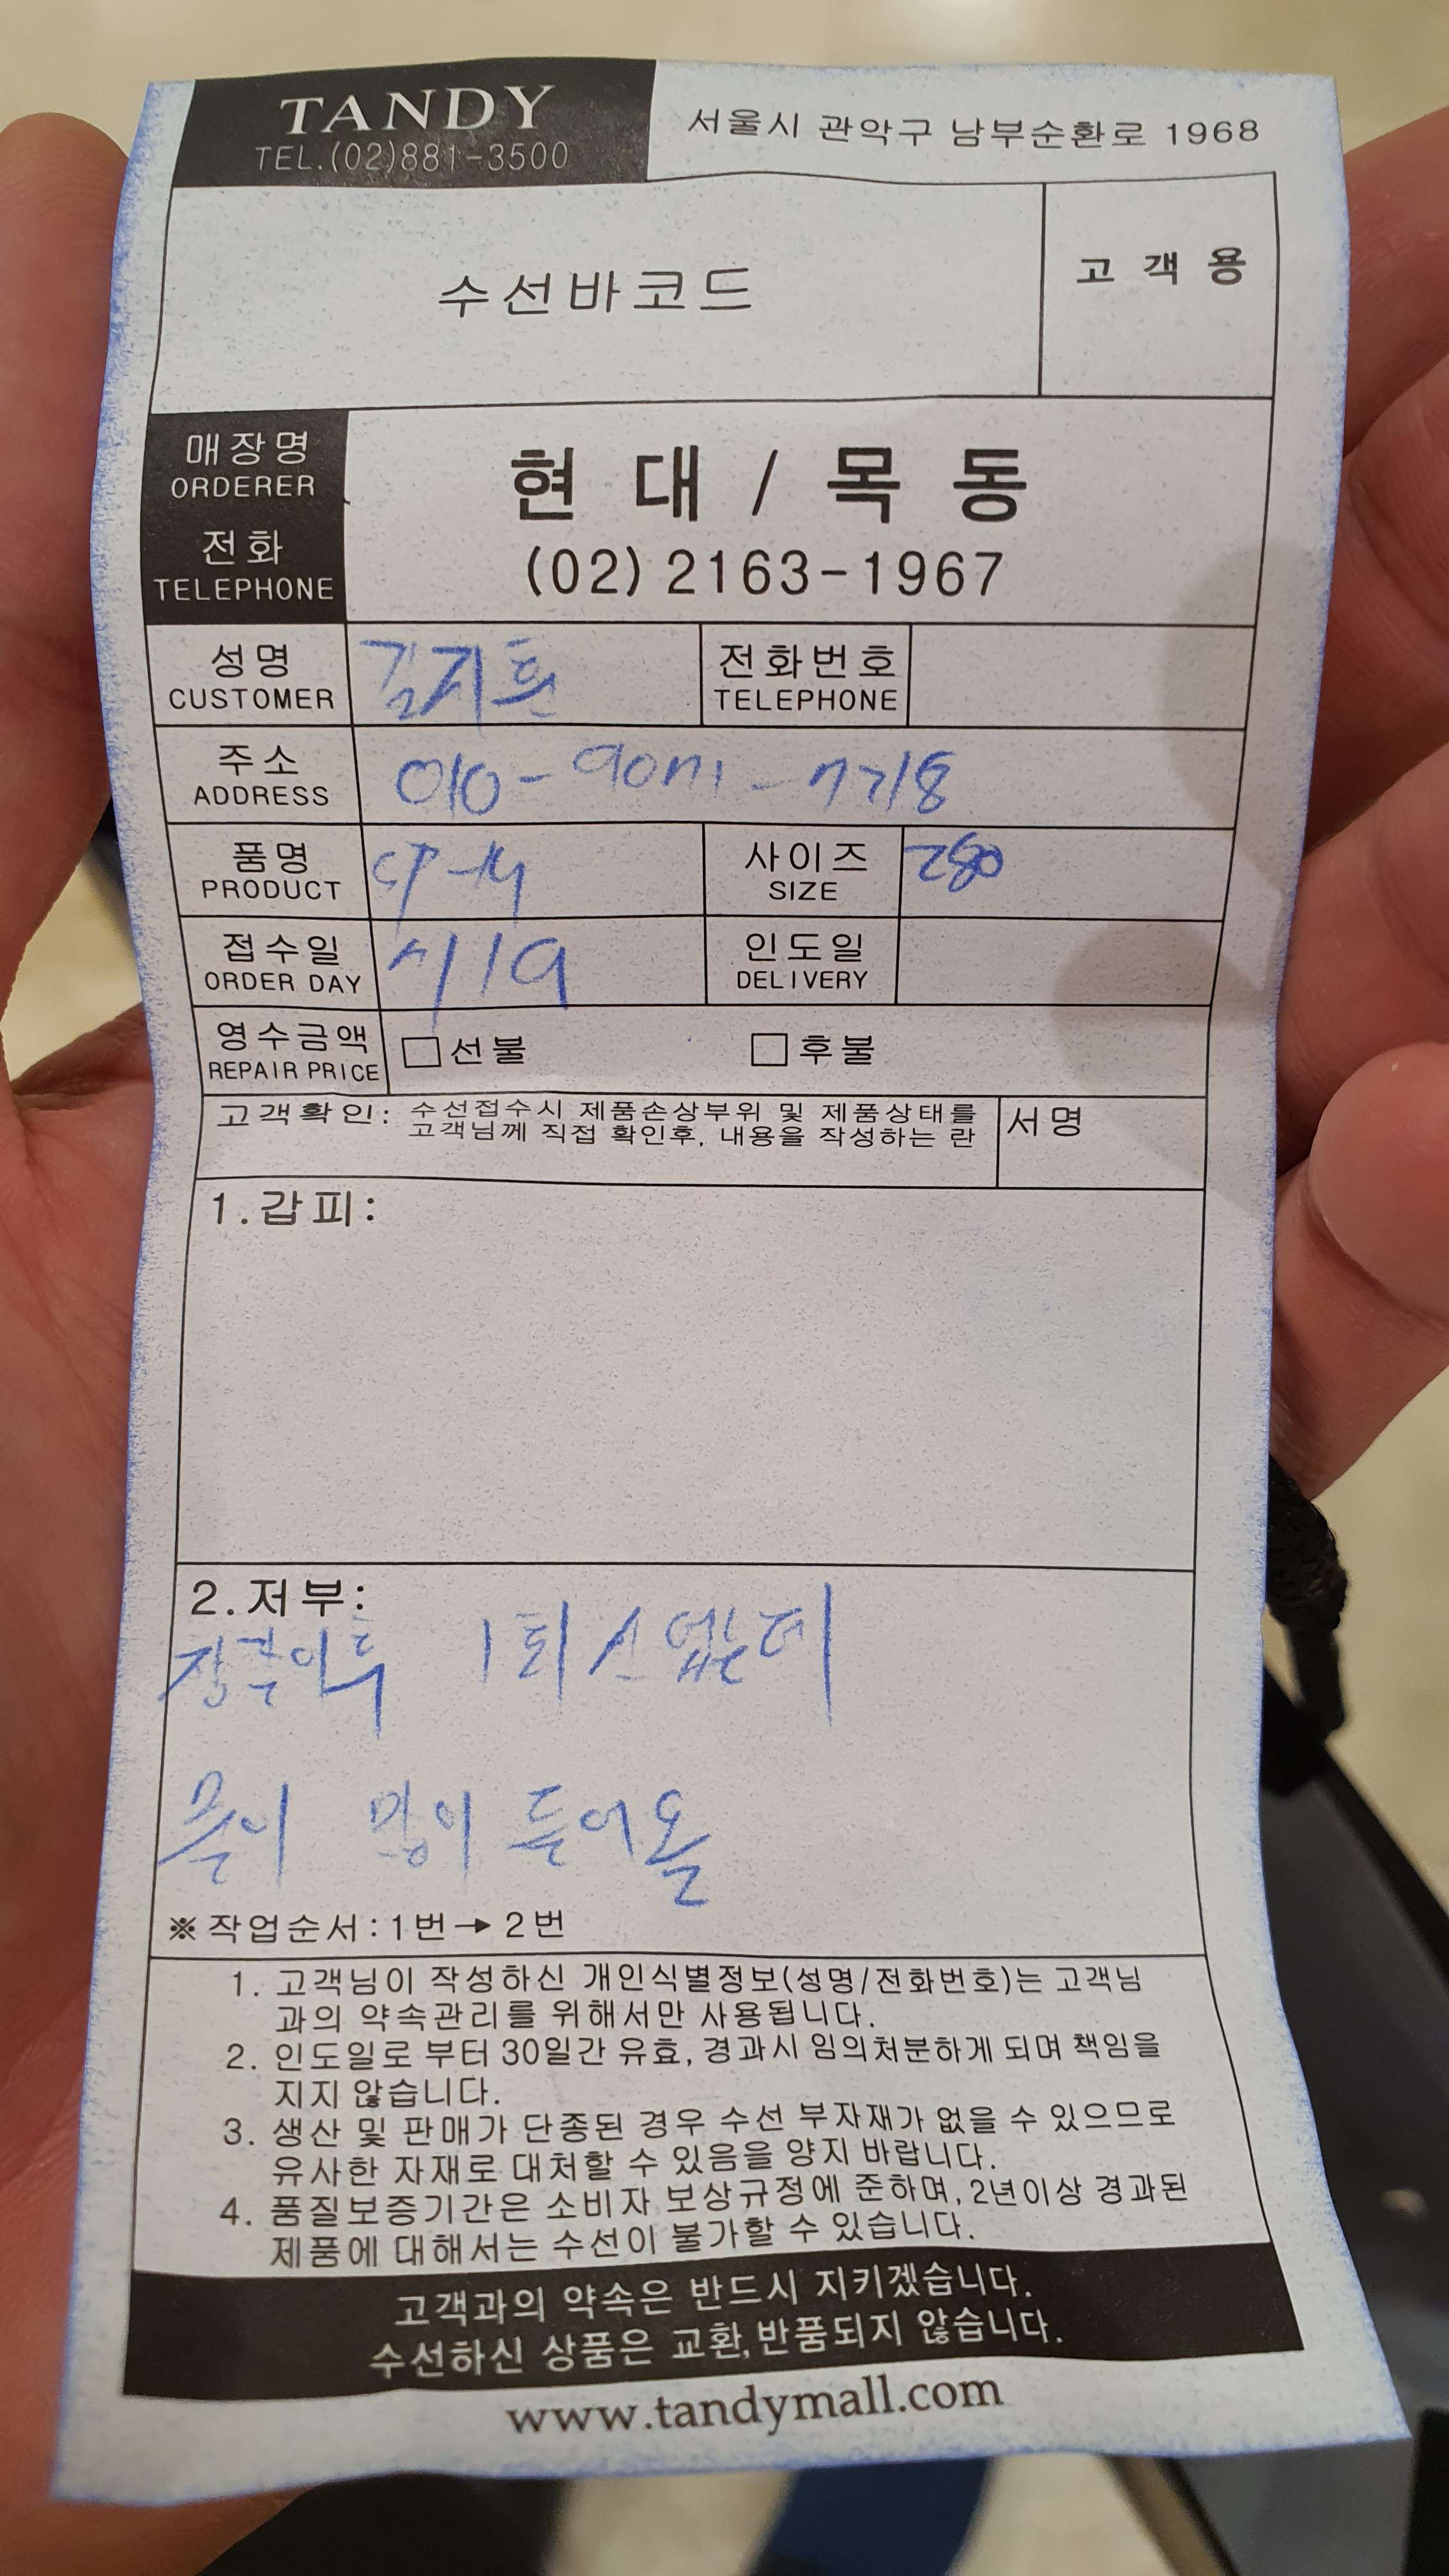 TANDY
TEL.(02)881-3500
서울시 관악구 남부순환로 1968
수선바코드
고 객 용
매장명
ORDERER
현 대 / 목 동
전화
TELEPHONE
(02) 2163-1967
성명
CUSTOMER
김지훈
전화번호
TELEPHONE
주소
ADDRESS
010-
품명
PRODUCT
사이즈
SIZE
280
접수일
ORDER DAY
인도일
DELIVERY
영수금액
REPAIR PRICE
□ 선불
□ 후불
고객확인: 수선접수시 제품손상부위 및 제품상태를
고객님께 직접 확인후, 내용을 작성하는 란
서명
1.갑피:
2.저부:
이후 1회 없는데
물이 많이 들어옴
※작업순서:1번→2번
1. 고객님이 작성하신 개인식별정보(성명/전화번호)는 고객님
과의 약속관리를 위해서만 사용됩니다.
2. 인도일로 부터 30일간 유효, 경과시 임의처분하게 되며 책임을
지지 않습니다.
3. 생산 및 판매가 단종된 경우 수선 부자재가 없을 수 있으므로
유사한 자재로 대처할 수 있음을 양지 바랍니다.
4. 품질보증기간은 소비자 보상규정에 준하며, 2년이상 경과된
제품에 대해서는 수선이 불가할 수 있습니다.
고객과의 약속은 반드시 지키겠습니다.
수선하신 상품은 교환,반품되지 않습니다.
www.tandymall.com